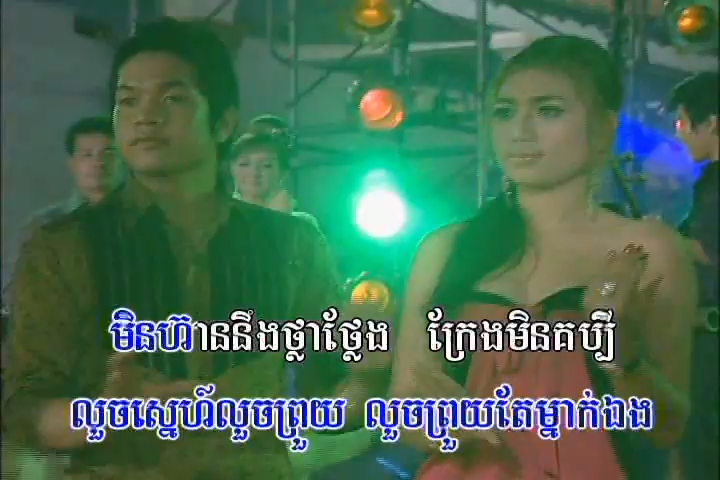 មិនហ៊ាននឹងថ្លាថ្លែង ក្រែងមិនគប្បី
លួចស្នេហ៍លួចព្រួយ លួចព្រួយតែម្នាក់ឯង